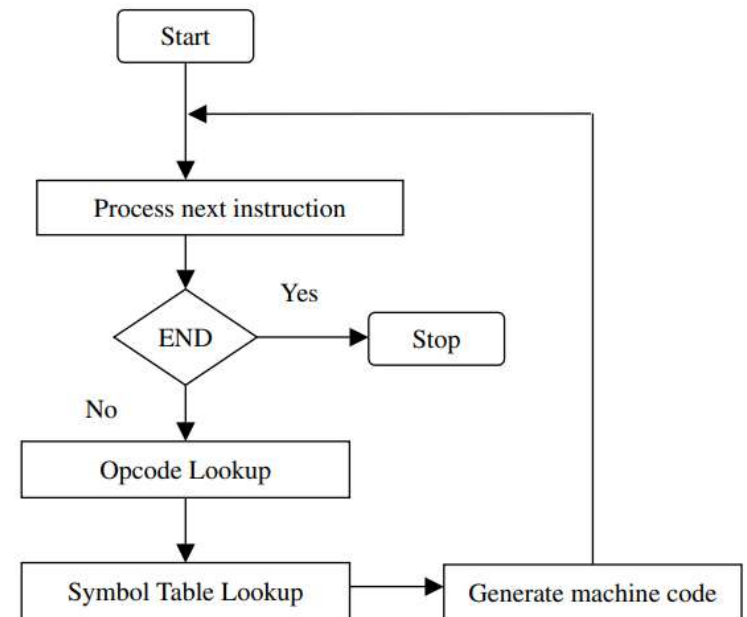 Start
Process next instruction
Yes
END
Stop
No
Opcode Lookup
Symbol Table Lookup
Generate machine code